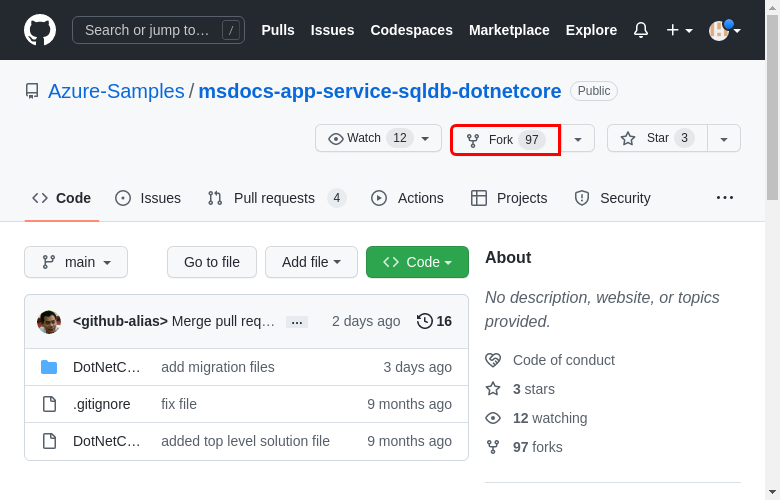 Search or jump to… / Pulls Issues Codespaces Marketplace Explore
Azure-Samples / msdocs-app-service-sqldb-dotnetcore Public
Watch 12 Fork 97 Star 3
Code Issues Pull requests 4 Actions Projects Security
main Go to file Add file Code
<github-alias> Merge pull req… 2 days ago 16
DotNetC… add migration files 3 days ago
.gitignore fix file 9 months ago
DotNetC… added top level solution file 9 months ago
About
No description, website, or topics
provided.
Code of conduct
3 stars
12 watching
97 forks